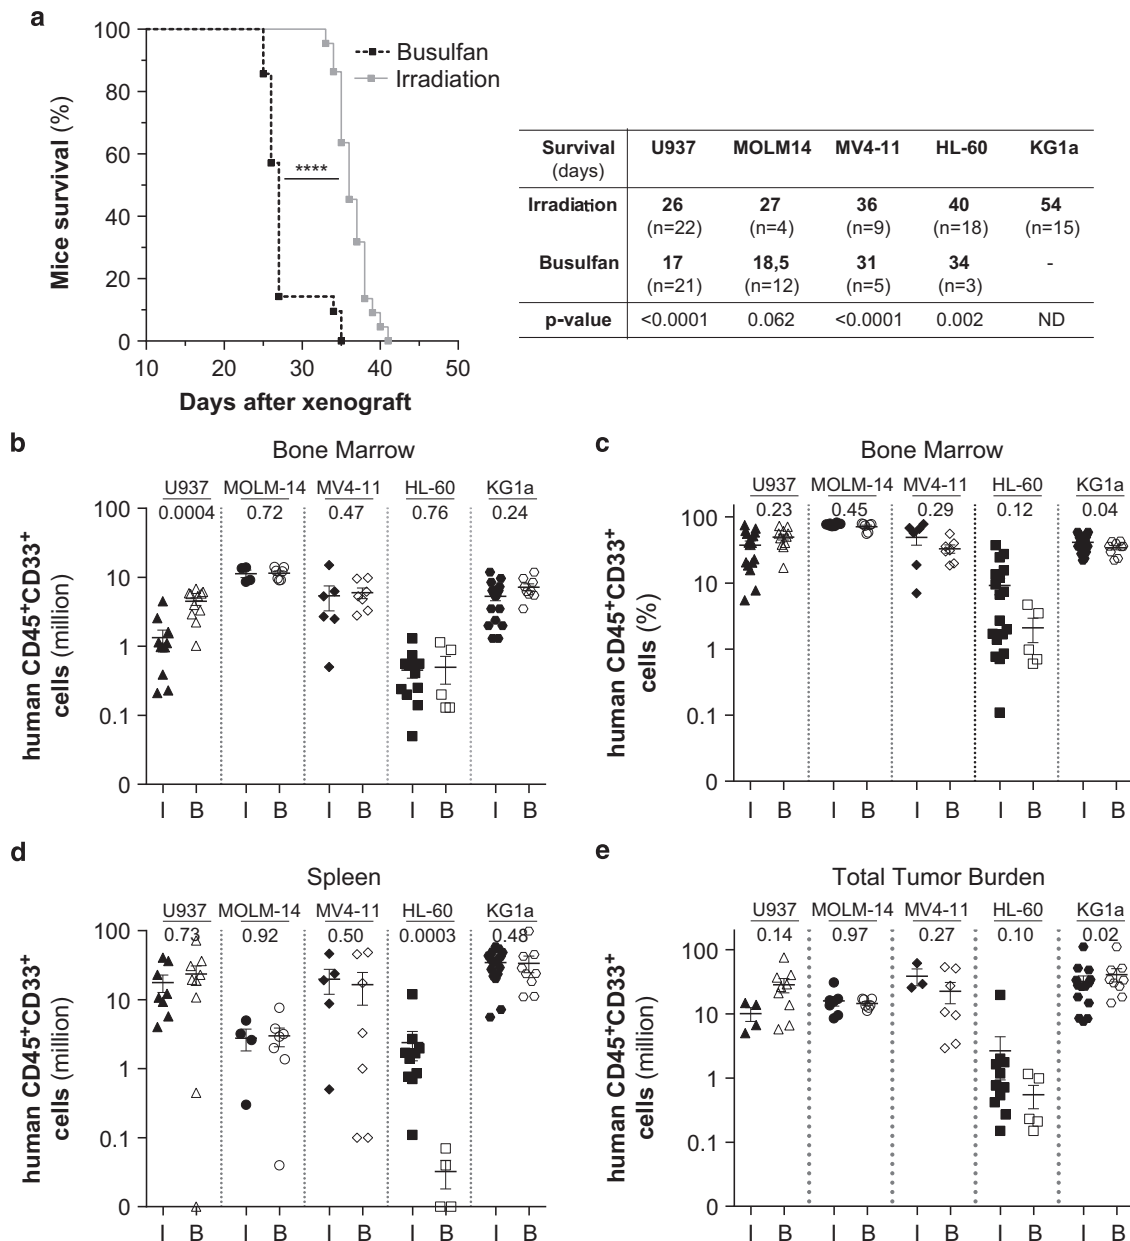 a
100
80
60
40
20
0
Mice survival (%)
****
Busulfan
Irradiation
10 20 30 40 50
Days after xenograft
Survival (days) U937 MOLM14 MV4-11 HL-60 KG1a
Irradiation 26 27 36 40 54
(n=22) (n=4) (n=9) (n=18) (n=15)
Busulfan 17 18,5 31 34 -
(n=21) (n=12) (n=5) (n=3)
p-value <0.0001 0.062 <0.0001 0.002 ND
b
Bone Marrow
U937 MOLM-14 MV4-11 HL-60 KG1a
0.0004 0.72 0.47 0.76 0.24
human CD45+CD33+
cells (million)
100
10
1
0.1
0
I B I B I B I B I B
c
Bone Marrow
U937 MOLM-14 MV4-11 HL-60 KG1a
0.23 0.45 0.29 0.12 0.04
human CD45+CD33+
cells (%)
100
10
1
0.1
0
I B I B I B I B I B
d
Spleen
U937 MOLM-14 MV4-11 HL-60 KG1a
0.73 0.92 0.50 0.0003 0.48
human CD45+CD33+
cells (million)
100
10
1
0.1
0
I B I B I B I B I B
e
Total Tumor Burden
U937 MOLM-14 MV4-11 HL-60 KG1a
0.14 0.97 0.27 0.10 0.02
human CD45+CD33+
cells (million)
100
10
1
0.1
0
I B I B I B I B I B